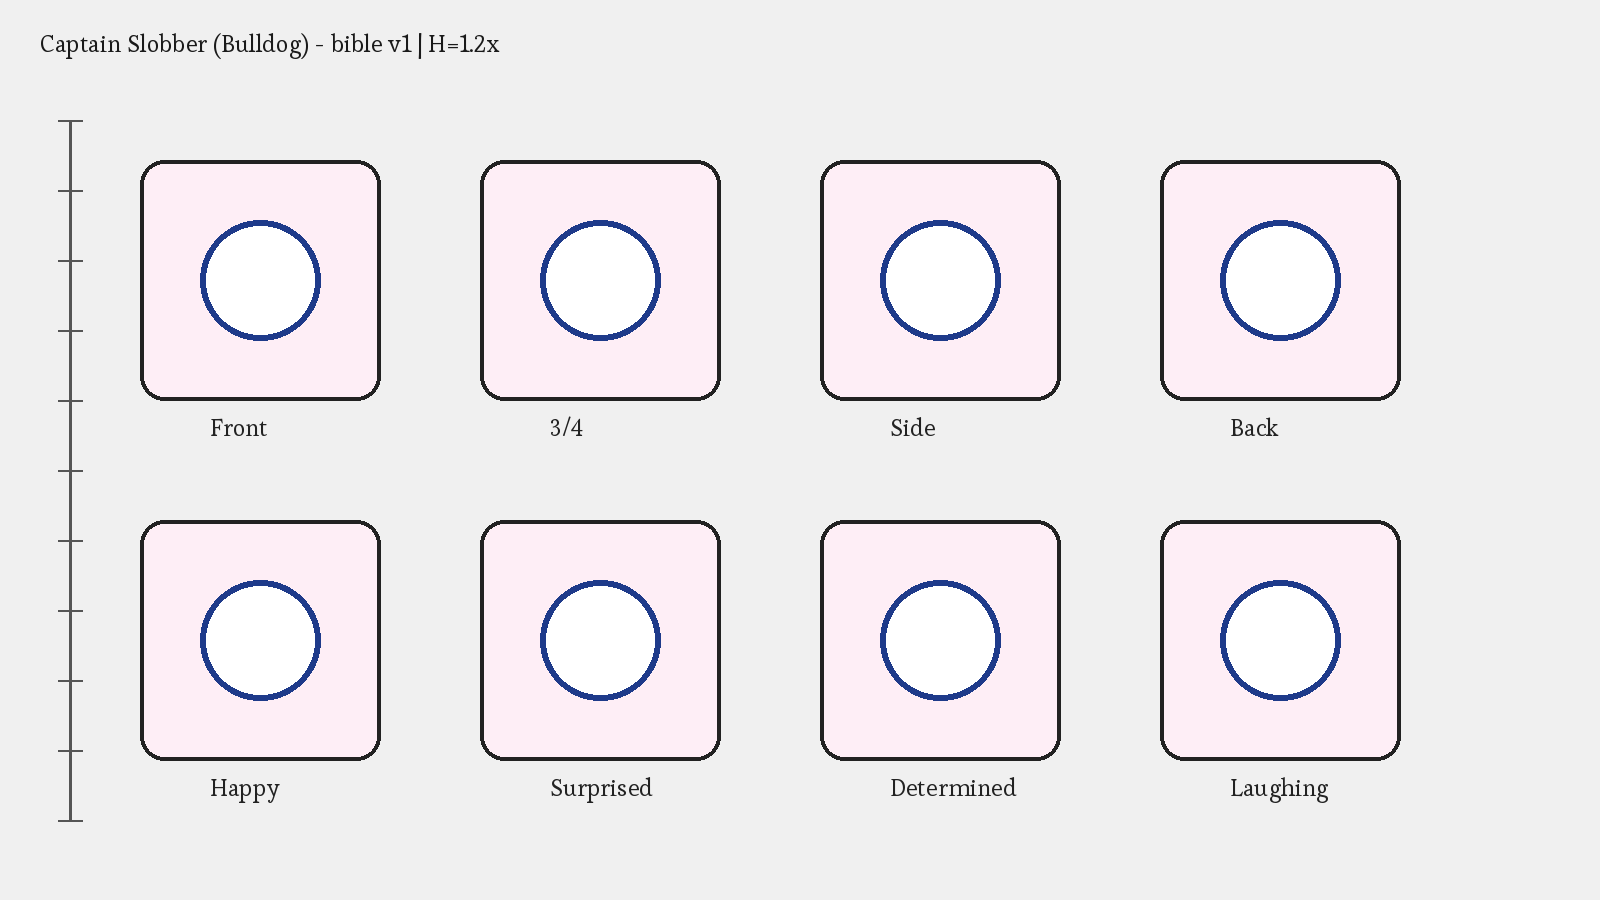 Captain Slobber (Bulldog) - bible v1 | H=1.2x
Front
3/4
Side
Back
Happy
Surprised
Determined
Laughing